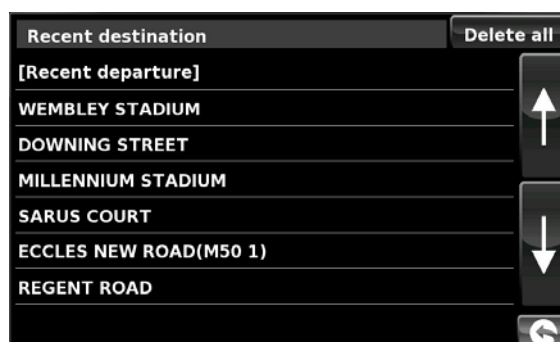 Recent destination Delete all
[Recent departure]
WEMBLEY STADIUM
DOWNING STREET
MILLENNIUM STADIUM
SARUS COURT
ECCLES NEW ROAD(M50 1)
REGENT ROAD